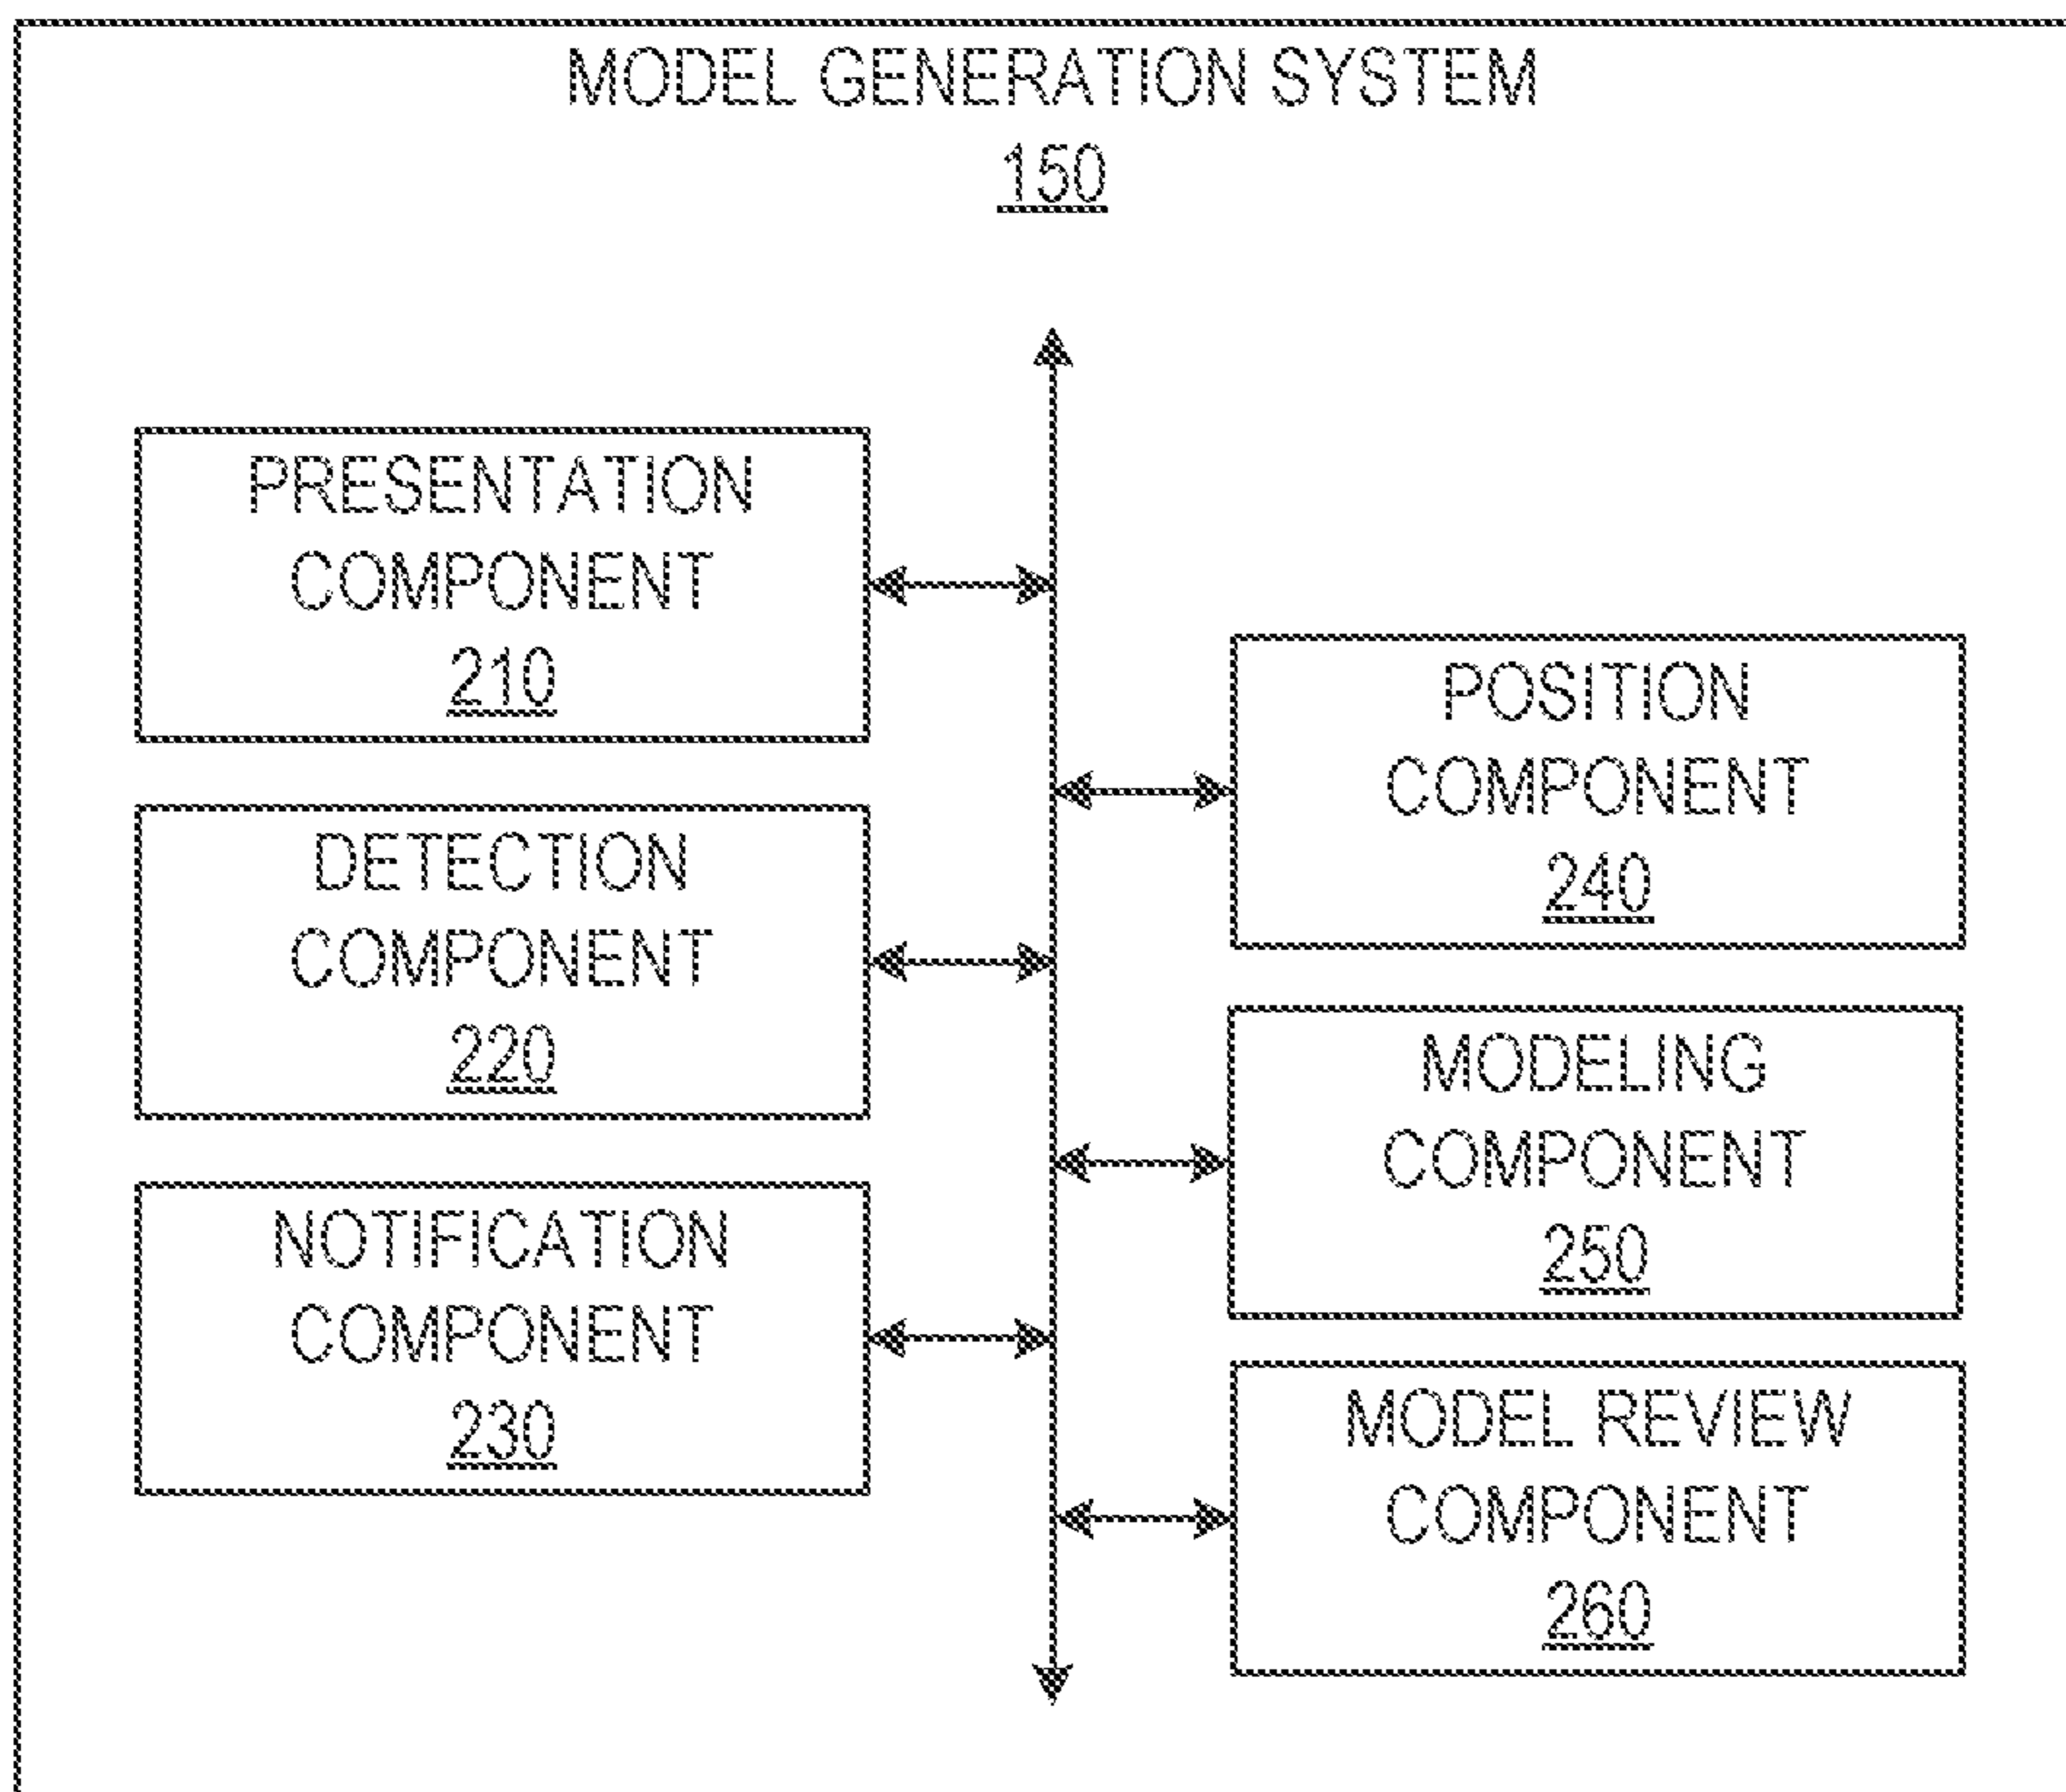 MODEL GENERATION SYSTEM
150
PRESENTATION
COMPONENT
210
DETECTION
COMPONENT
220
NOTIFICATION
COMPONENT
230
POSITION
COMPONENT
240
MODELING
COMPONENT
250
MODEL REVIEW
COMPONENT
260